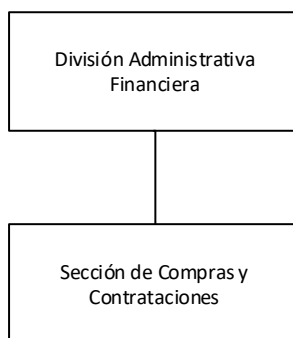 División Administrativa
Financiera
Sección de Compras y
Contrataciones